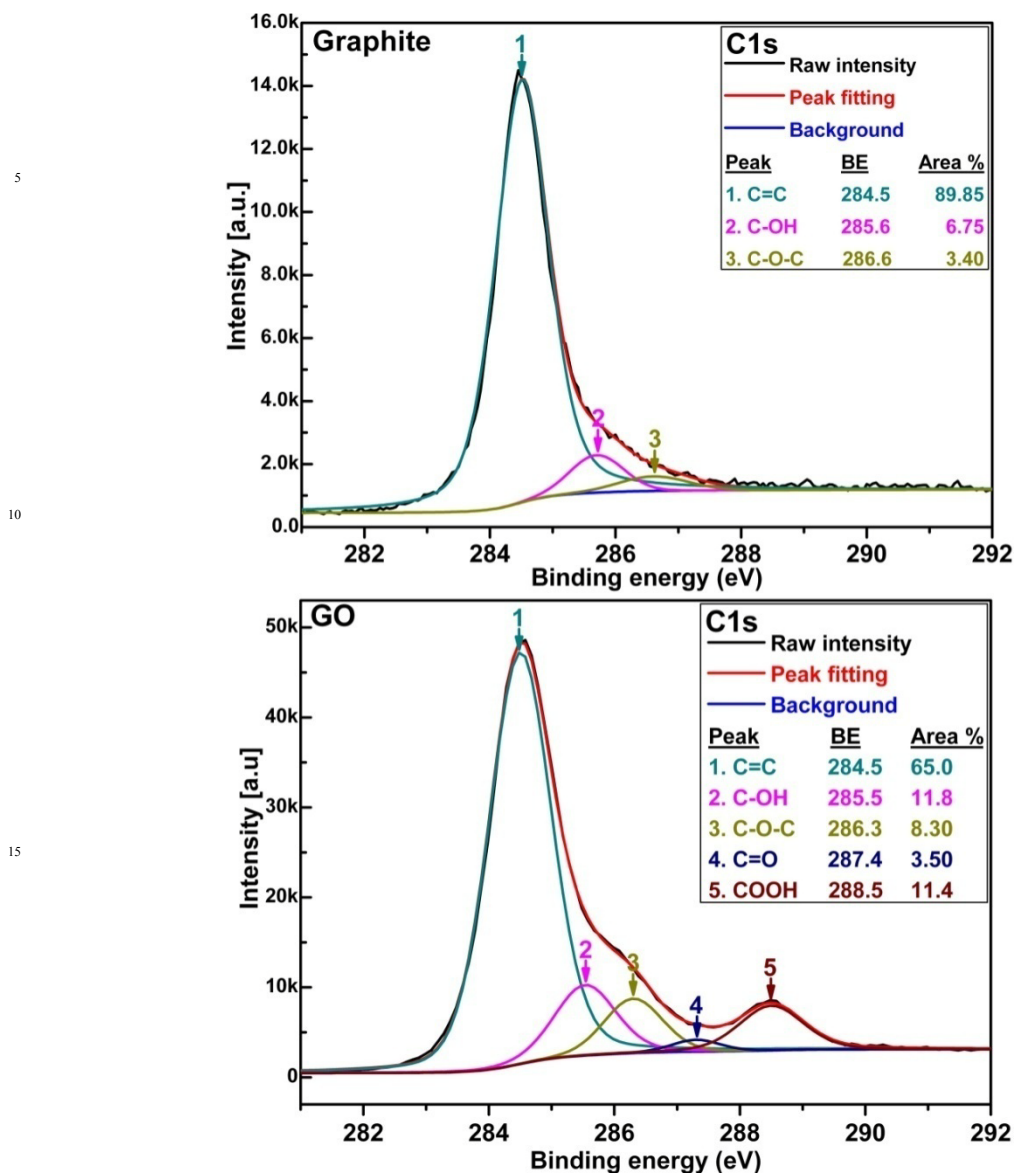 Graphite
C1s
Raw intensity
Peak fitting
Background
Peak BE Area %
1. C=C 284.5 89.85
2. C-OH 285.6 6.75
3. C-O-C 286.6 3.40
1
2
3
16.0k
14.0k
12.0k
10.0k
8.0k
6.0k
4.0k
2.0k
0.0
Intensity [a.u.]
282 284 286 288 290 292
Binding energy (eV)
5
10
15
GO
C1s
Raw intensity
Peak fitting
Background
Peak BE Area %
1. C=C 284.5 65.0
2. C-OH 285.5 11.8
3. C-O-C 286.3 8.30
4. C=O 287.4 3.50
5. COOH 288.5 11.4
1
2
3
4
5
50k
40k
30k
20k
10k
0
Intensity [a.u]
282 284 286 288 290 292
Binding energy (eV)